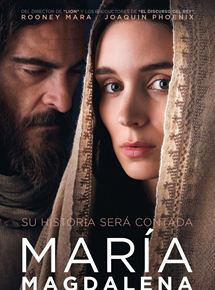 DEL DIRECTOR DE "LION" Y LOS PRODUCTORES DE "EL DISCURSO DEL REY"
ROONEY MARA / JOAQUIN PHOENIX
SU HISTORIA SERÁ CONTADA
MARÍA
MAGDALENA